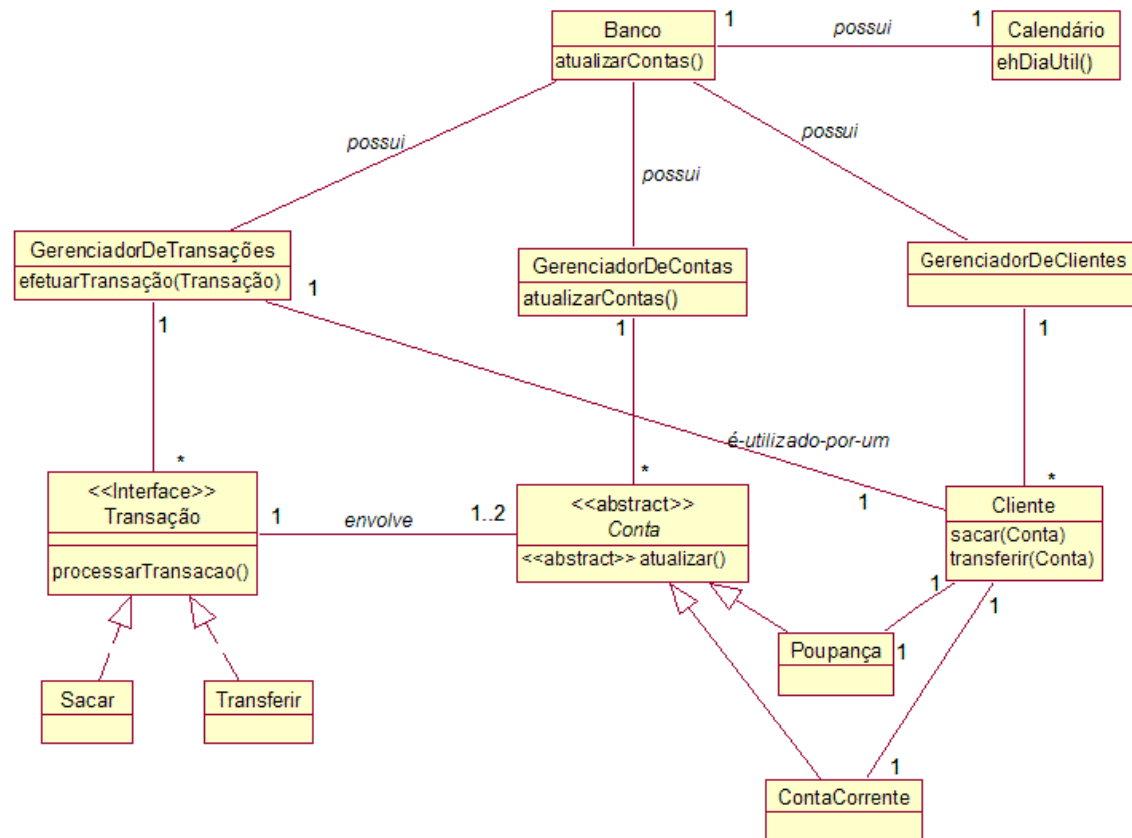 Banco
atualizarContas()
1
possui
1
Calendário
ehDiaUtil()
possui
possui
possui
GerenciadorDeTransações
efetuarTransação(Transação)
1
1
GerenciadorDeContas
atualizarContas()
1
GerenciadorDeClientes
1
é-utilizado-por-um
*
*
*
1
<<Interface>>
Transação
processarTransacao()
1
envolve
1..2
<<abstract>>
Conta
<<abstract>> atualizar()
Cliente
sacar(Conta)
transferir(Conta)
1
1
Poupança
1
Sacar
Transferir
1
ContaCorrente